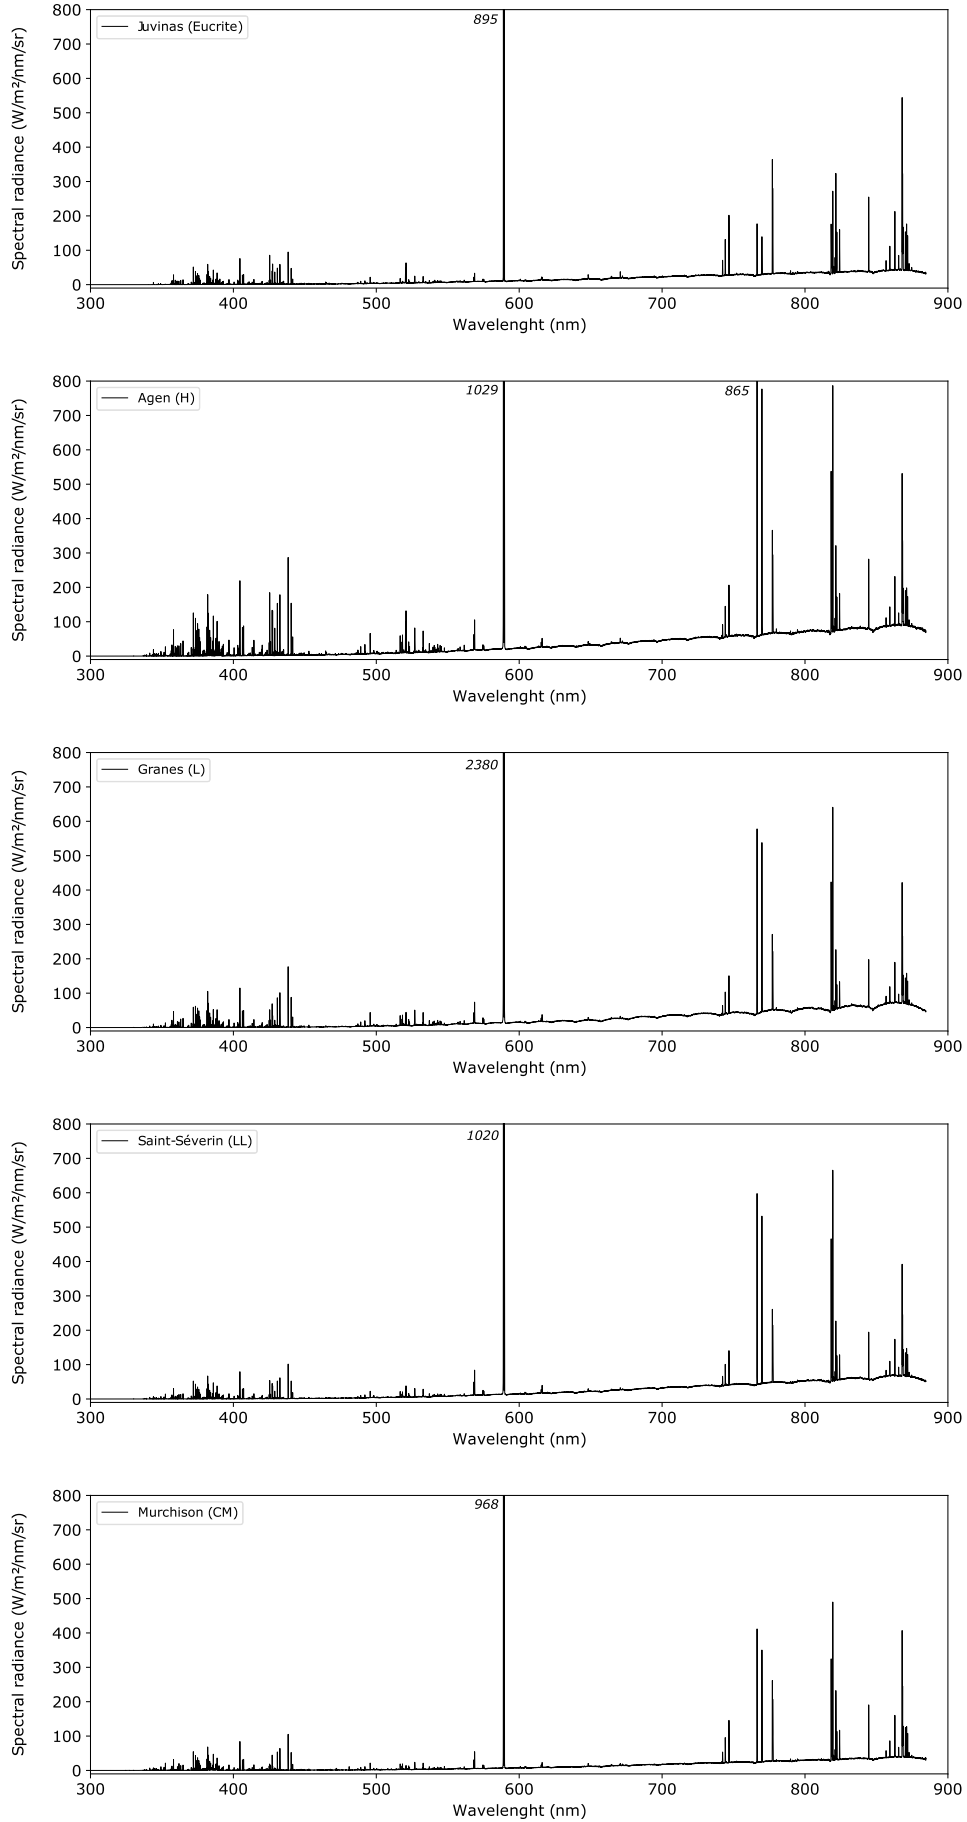 800
Juvinas (Eucrite)
895
700
600
500
400
300
200
100
0
300 400 500 600 700 800 900
Wavelenght (nm)
Spectral radiance (W/m²/nm/sr)
800
Agen (H)
1029
865
700
600
500
400
300
200
100
0
300 400 500 600 700 800 900
Wavelenght (nm)
Spectral radiance (W/m²/nm/sr)
800
Granes (L)
2380
700
600
500
400
300
200
100
0
300 400 500 600 700 800 900
Wavelenght (nm)
Spectral radiance (W/m²/nm/sr)
800
Saint-Séverin (LL)
1020
700
600
500
400
300
200
100
0
300 400 500 600 700 800 900
Wavelenght (nm)
Spectral radiance (W/m²/nm/sr)
800
Murchison (CM)
968
700
600
500
400
300
200
100
0
300 400 500 600 700 800 900
Wavelenght (nm)
Spectral radiance (W/m²/nm/sr)